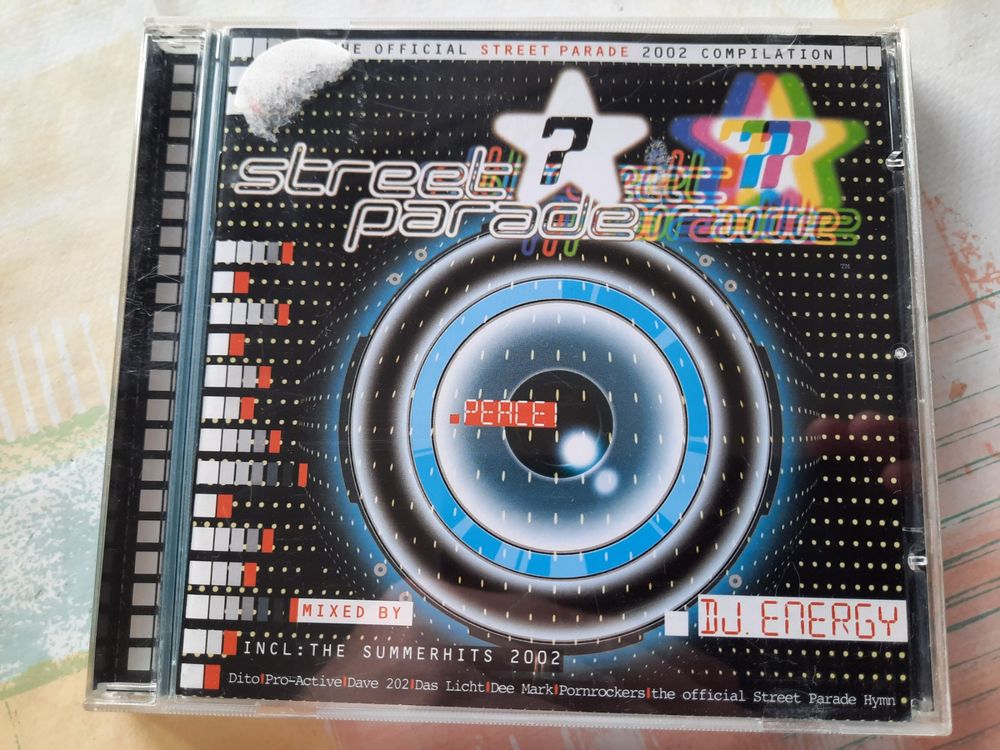 THE OFFICIAL STREET PARADE 2002 COMPILATION
?
street
parade
TM
.PEACE
MIXED BY
DJ. ENERGY
INCL:THE SUMMERHITS 2002
Dito|Pro-Active|Dave 202|Das Licht|Dee Mark|Pornrockers|the official Street Parade Hymn